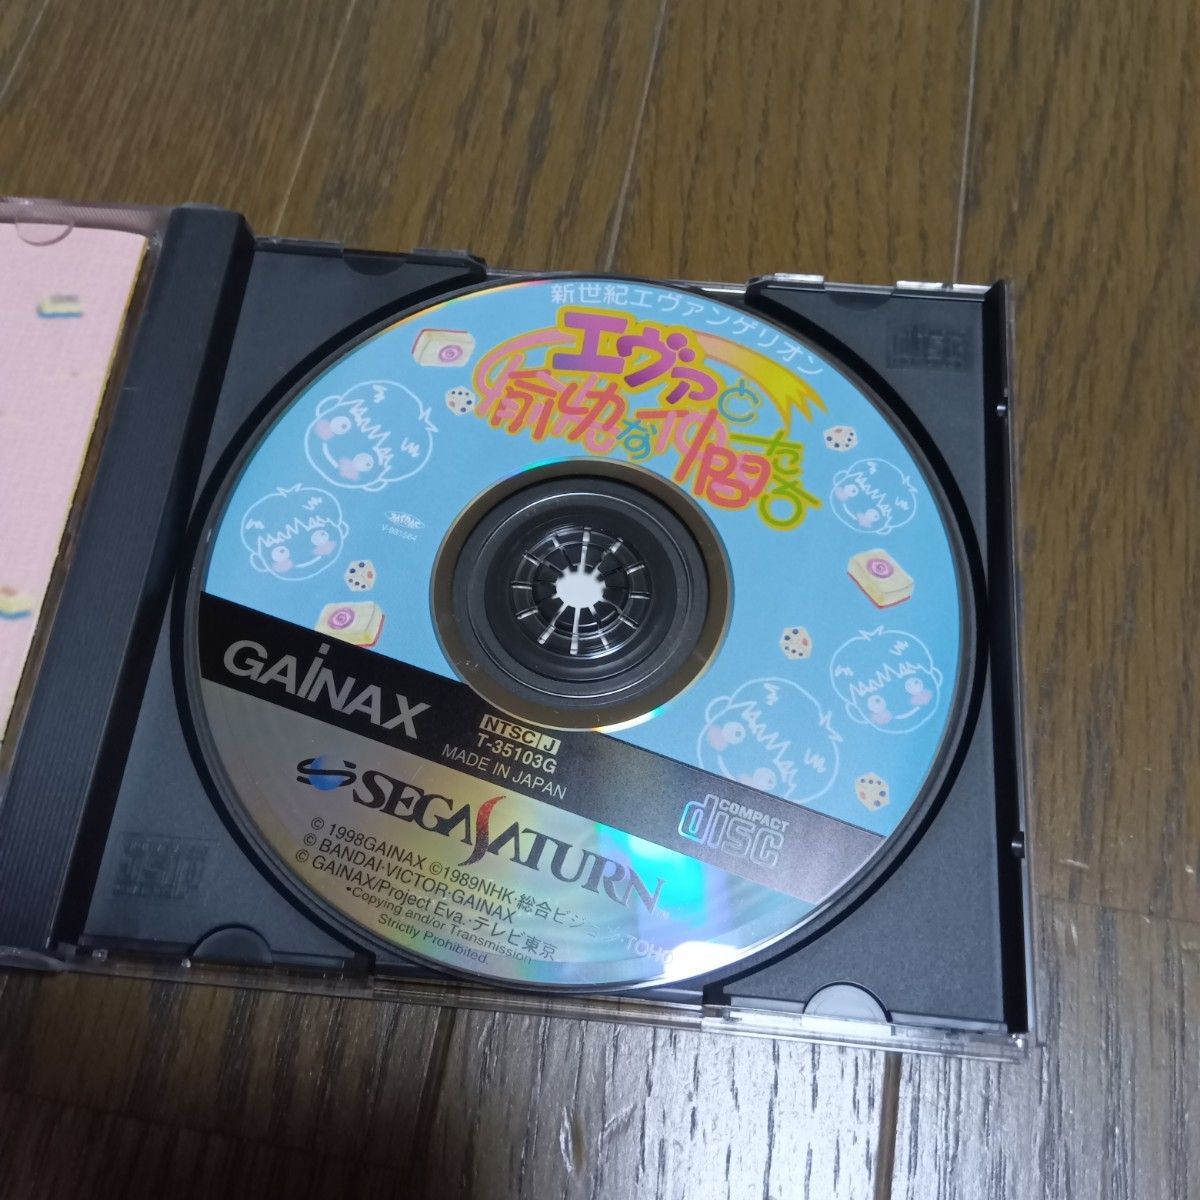 新世紀エヴァンゲリオン
エヴァと
愉快な仲間たち
V-881564
GAiNAX
NTSC J
T-35103G
MADE IN JAPAN
SEGA SATURN
COMPACT
disc
© 1998GAINAX ©1989NHK・総合ビジョン・TOHO
© BANDAI・VICTOR・GAINAX
© GAINAX/Project Eva.・テレビ東京
•Copying and/or Transmission
Strictly Prohibited.